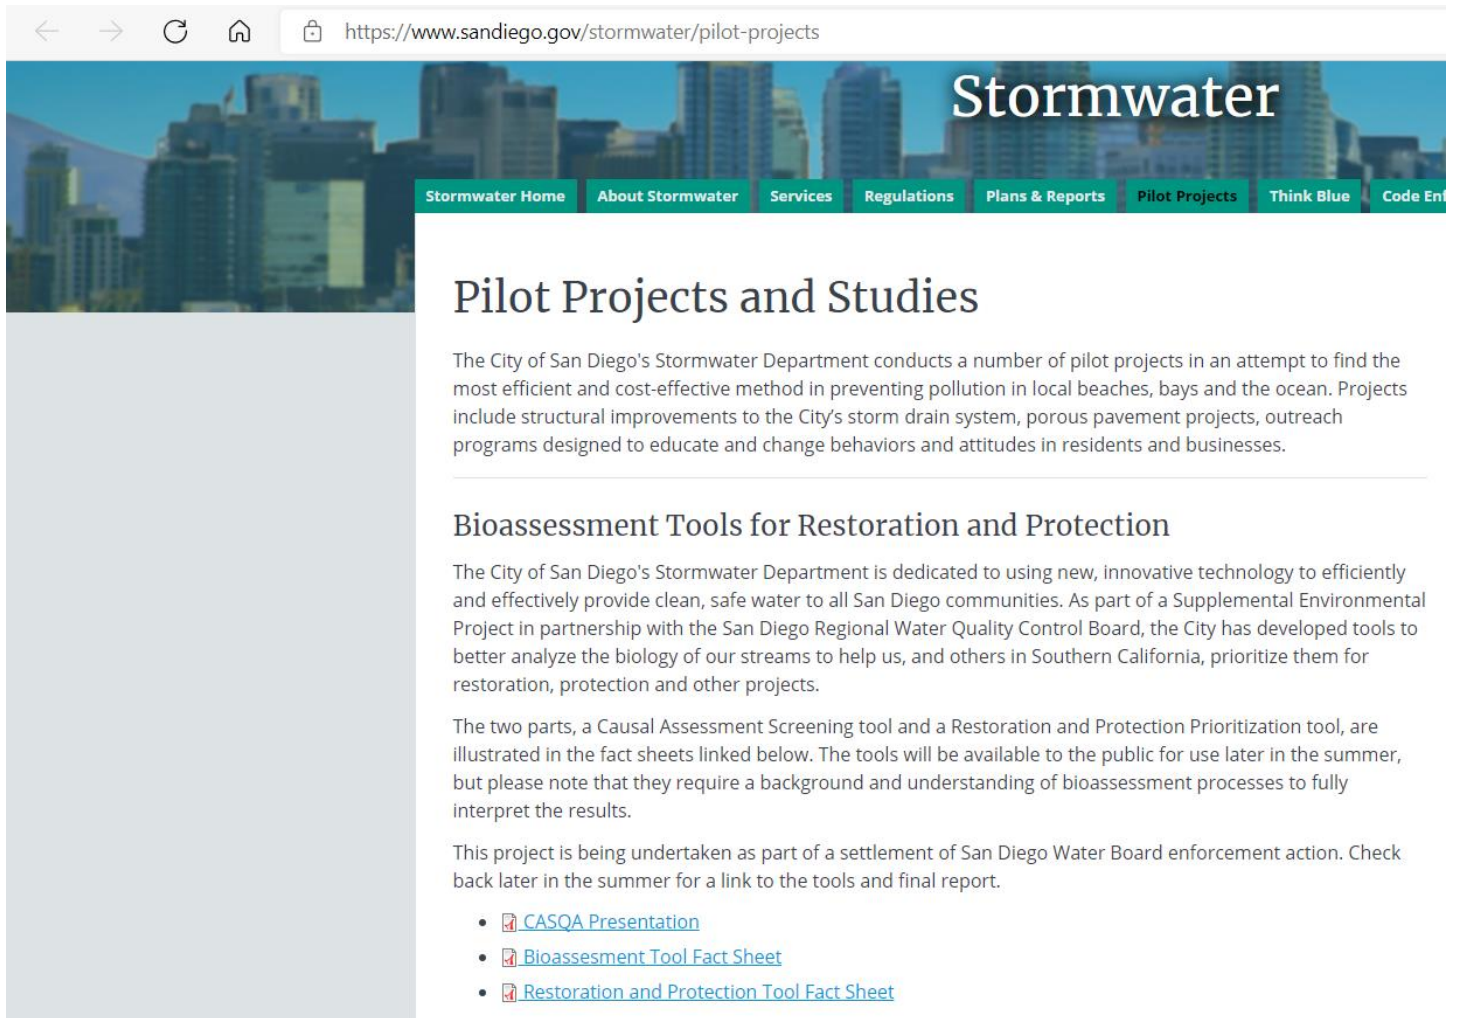 https://www.sandiego.gov/stormwater/pilot-projects
Stormwater
Stormwater Home About Stormwater Services Regulations Plans & Reports Pilot Projects Think Blue Code Enf
Pilot Projects and Studies
The City of San Diego's Stormwater Department conducts a number of pilot projects in an attempt to find the
most efficient and cost-effective method in preventing pollution in local beaches, bays and the ocean. Projects
include structural improvements to the City’s storm drain system, porous pavement projects, outreach
programs designed to educate and change behaviors and attitudes in residents and businesses.
Bioassessment Tools for Restoration and Protection
The City of San Diego's Stormwater Department is dedicated to using new, innovative technology to efficiently
and effectively provide clean, safe water to all San Diego communities. As part of a Supplemental Environmental
Project in partnership with the San Diego Regional Water Quality Control Board, the City has developed tools to
better analyze the biology of our streams to help us, and others in Southern California, prioritize them for
restoration, protection and other projects.
The two parts, a Causal Assessment Screening tool and a Restoration and Protection Prioritization tool, are
illustrated in the fact sheets linked below. The tools will be available to the public for use later in the summer,
but please note that they require a background and understanding of bioassessment processes to fully
interpret the results.
This project is being undertaken as part of a settlement of San Diego Water Board enforcement action. Check
back later in the summer for a link to the tools and final report.
• CASQA Presentation
• Bioassesment Tool Fact Sheet
• Restoration and Protection Tool Fact Sheet